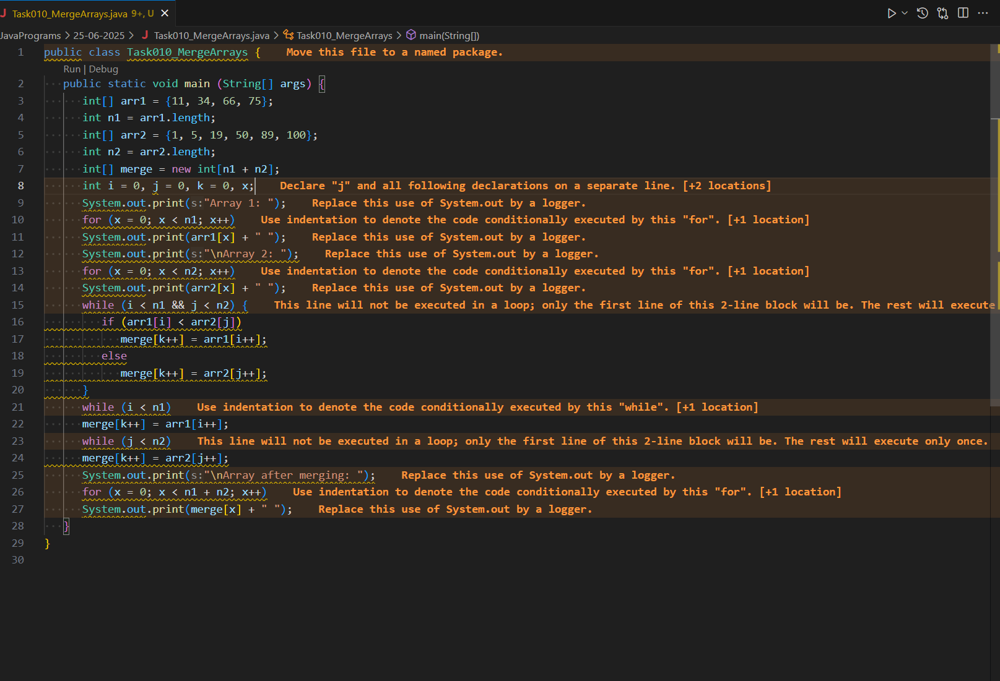 Task010_MergeArrays.java 9+, U
JavaPrograms > 25-06-2025 > Task010_MergeArrays.java > Task010_MergeArrays > main(String[])
1 public class Task010_MergeArrays { Move this file to a named package.
Run | Debug
2 public static void main (String[] args) {
3 int[] arr1 = {11, 34, 66, 75};
4 int n1 = arr1.length;
5 int[] arr2 = {1, 5, 19, 50, 89, 100};
6 int n2 = arr2.length;
7 int[] merge = new int[n1 + n2];
8 int i = 0, j = 0, k = 0, x; Declare "j" and all following declarations on a separate line. [+2 locations]
9 System.out.print(s:"Array 1: "); Replace this use of System.out by a logger.
10 for (x = 0; x < n1; x++) Use indentation to denote the code conditionally executed by this "for". [+1 location]
11 System.out.print(arr1[x] + " "); Replace this use of System.out by a logger.
12 System.out.print(s:"\nArray 2: "); Replace this use of System.out by a logger.
13 for (x = 0; x < n2; x++) Use indentation to denote the code conditionally executed by this "for". [+1 location]
14 System.out.print(arr2[x] + " "); Replace this use of System.out by a logger.
15 while (i < n1 && j < n2) { This line will not be executed in a loop; only the first line of this 2-line block will be. The rest will execute
16 if (arr1[i] < arr2[j])
17 merge[k++] = arr1[i++];
18 else
19 merge[k++] = arr2[j++];
20 }
21 while (i < n1) Use indentation to denote the code conditionally executed by this "while". [+1 location]
22 merge[k++] = arr1[i++];
23 while (j < n2) This line will not be executed in a loop; only the first line of this 2-line block will be. The rest will execute only once.
24 merge[k++] = arr2[j++];
25 System.out.print(s:"\nArray after merging: "); Replace this use of System.out by a logger.
26 for (x = 0; x < n1 + n2; x++) Use indentation to denote the code conditionally executed by this "for". [+1 location]
27 System.out.print(merge[x] + " "); Replace this use of System.out by a logger.
28 }
29 }
30